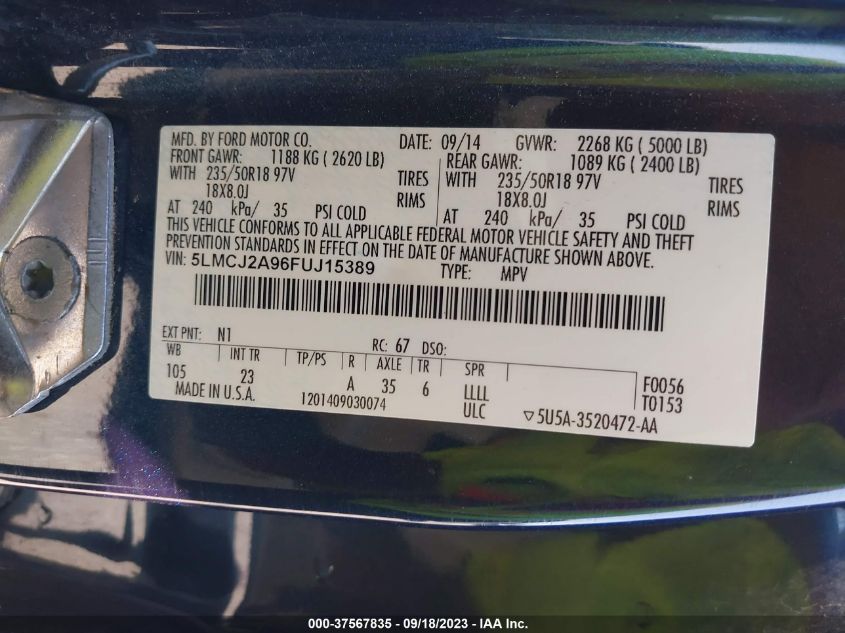 MFD. BY FORD MOTOR CO. DATE: 09/14 GVWR: 2268 KG ( 5000 LB)
FRONT GAWR: 1188 KG ( 2620 LB) REAR GAWR: 1089 KG ( 2400 LB)
WITH 235/50R18 97V TIRES WITH 235/50R18 97V TIRES
18X8.0J RIMS 18X8.0J RIMS
AT 240 kPa/ 35 PSI COLD AT 240 kPa/ 35 PSI COLD
THIS VEHICLE CONFORMS TO ALL APPLICABLE FEDERAL MOTOR VEHICLE SAFETY AND THEFT
PREVENTION STANDARDS IN EFFECT ON THE DATE OF MANUFACTURE SHOWN ABOVE.
VIN: 5LMCJ2A96FUJ15389 TYPE: MPV
EXT PNT: N1 RC: 67 DSO:
WB INT TR TP/PS R AXLE TR SPR
105 23 A 35 6 LLLL F0056
MADE IN U.S.A. 1201409030074 ULC T0153
▽5U5A-3520472-AA
000-37567835 - 09/18/2023 - IAA Inc.